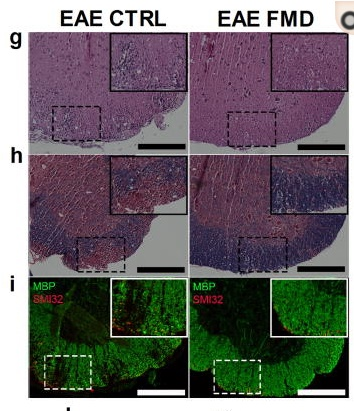 EAE CTRL EAE FMD
g
h
i
MBP MBP
SMI32 SMI32